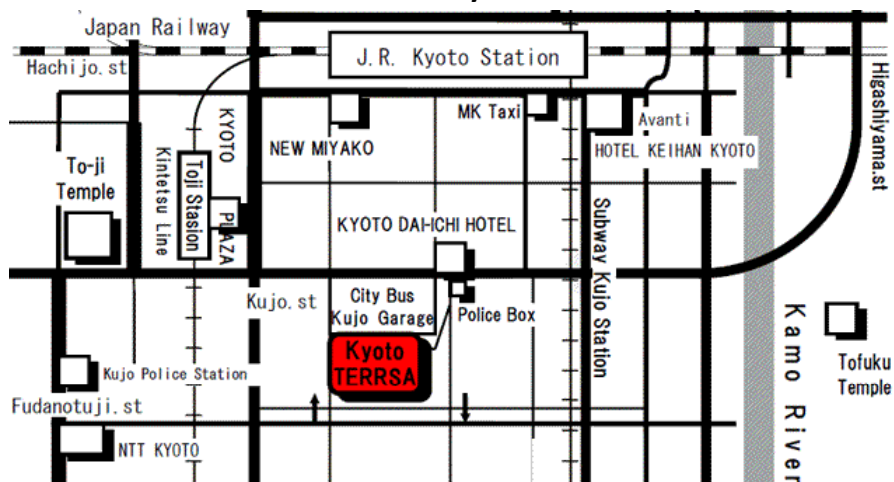 Japan Railway
J.R. Kyoto Station
Hachijo.st
Higashiyama.st
KYOTO
PLAZA
NEW MIYAKO
MK Taxi
Avanti
HOTEL KEIHAN KYOTO
To-ji
Temple
Kintetsu Line
Toji Stasion
KYOTO DAI-ICHI HOTEL
Subway Kujo Station
Kujo.st
City Bus
Kujo Garage
Police Box
Kyoto
TERRSA
Kamo River
Tofuku
Temple
Kujo Police Station
Fudanotuji.st
NTT KYOTO